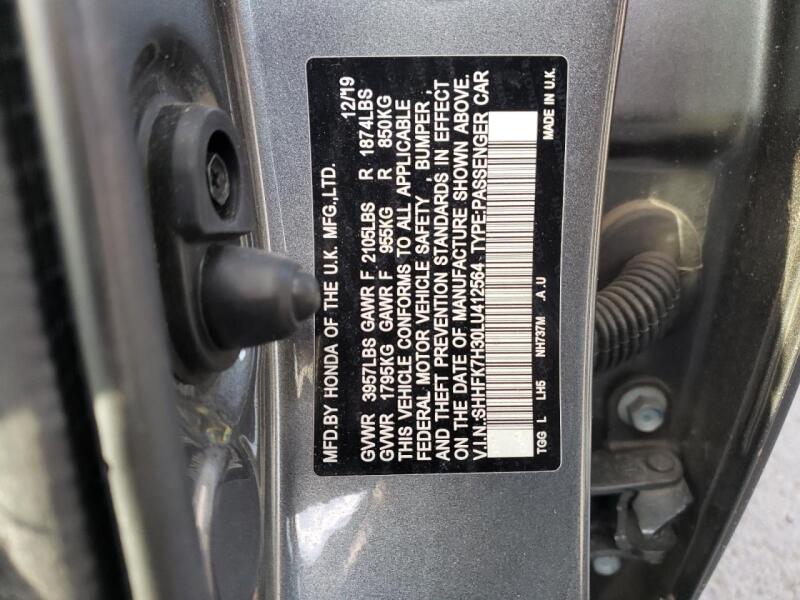 MFD.BY HONDA OF THE U.K. MFG.,LTD. 12/19
GVWR 3957LBS GAWR F 2105LBS R 1874LBS
GVWR 1795KG GAWR F 955KG R 850KG
THIS VEHICLE CONFORMS TO ALL APPLICABLE
FEDERAL MOTOR VEHICLE SAFETY , BUMPER ,
AND THEFT PREVENTION STANDARDS IN EFFECT
ON THE DATE OF MANUFACTURE SHOWN ABOVE.
V.I.N.:SHHFK7H30LU412564 TYPE:PASSENGER CAR
TGG L LH5 NH737M .A .U MADE IN U.K.